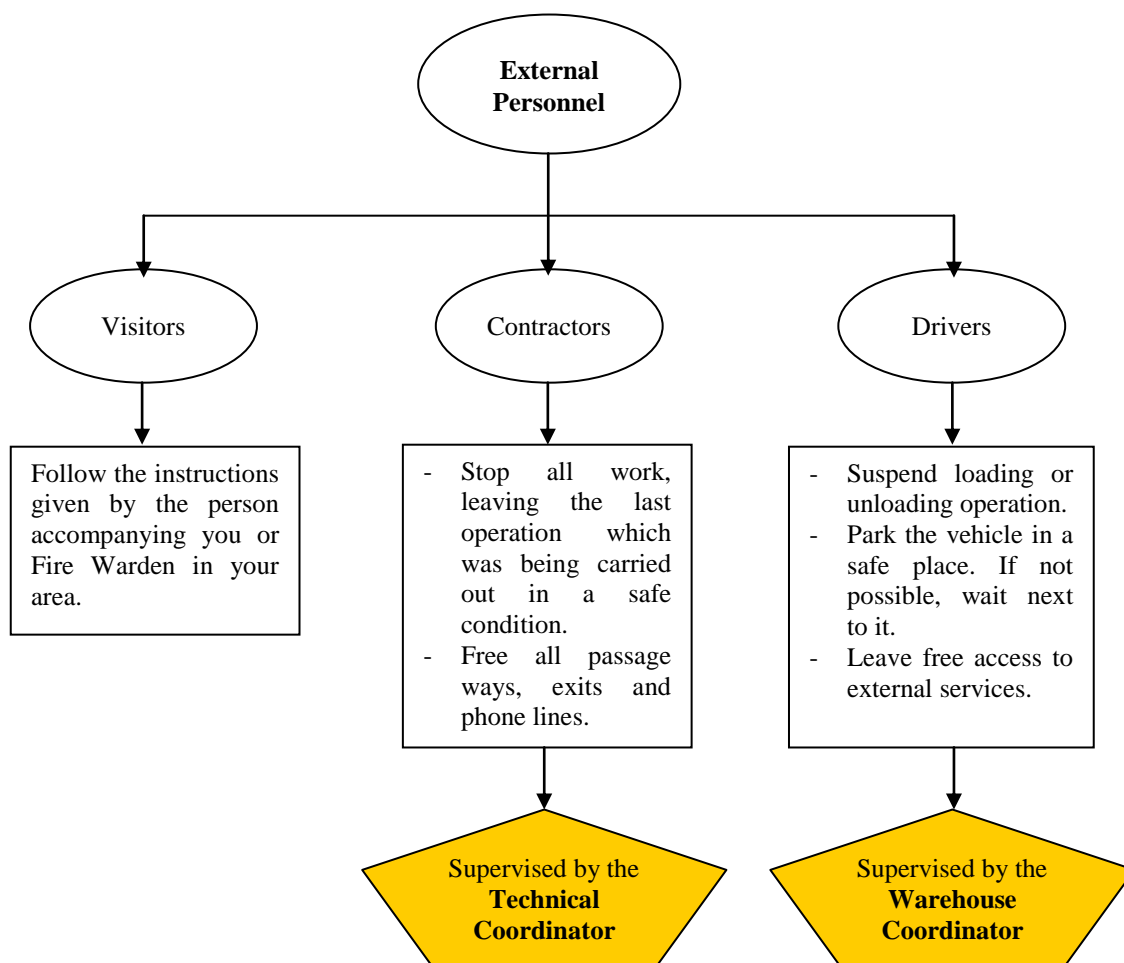 External
Personnel
Visitors
Contractors
Drivers
Follow the instructions
given by the person
accompanying you or
Fire Warden in your
area.
- Stop all work,
leaving the last
operation which
was being carried
out in a safe
condition.
- Free all passage
ways, exits and
phone lines.
- Suspend loading or
unloading operation.
- Park the vehicle in a
safe place. If not
possible, wait next
to it.
- Leave free access to
external services.
Supervised by the
Technical
Coordinator
Supervised by the
Warehouse
Coordinator